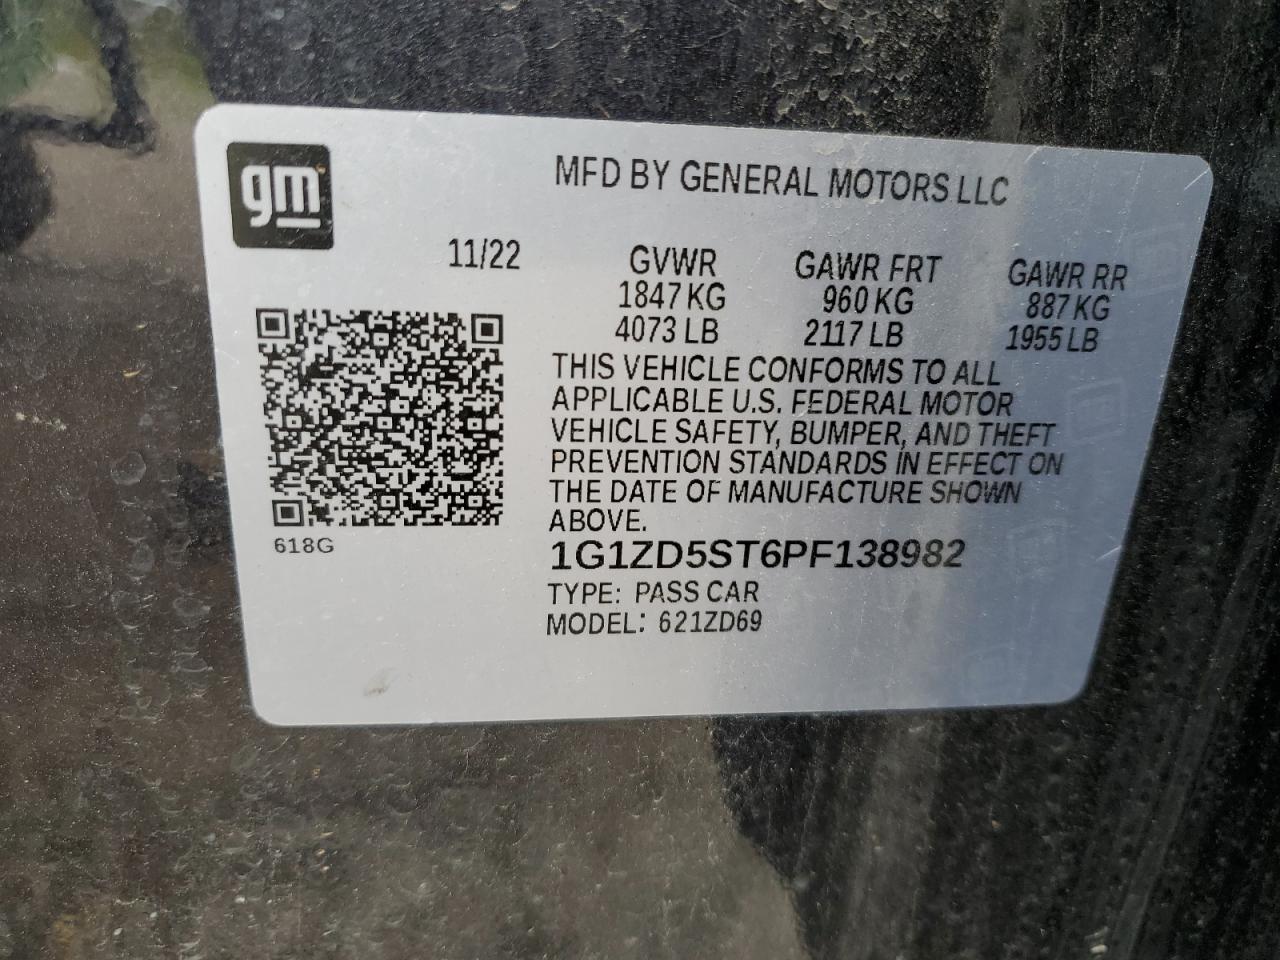 gm
MFD BY GENERAL MOTORS LLC
11/22
GVWR GAWR FRT GAWR RR
1847 KG 960 KG 887 KG
4073 LB 2117 LB 1955 LB
THIS VEHICLE CONFORMS TO ALL
APPLICABLE U.S. FEDERAL MOTOR
VEHICLE SAFETY, BUMPER, AND THEFT
PREVENTION STANDARDS IN EFFECT ON
THE DATE OF MANUFACTURE SHOWN
ABOVE.
618G
1G1ZD5ST6PF138982
TYPE: PASS CAR
MODEL: 621ZD69